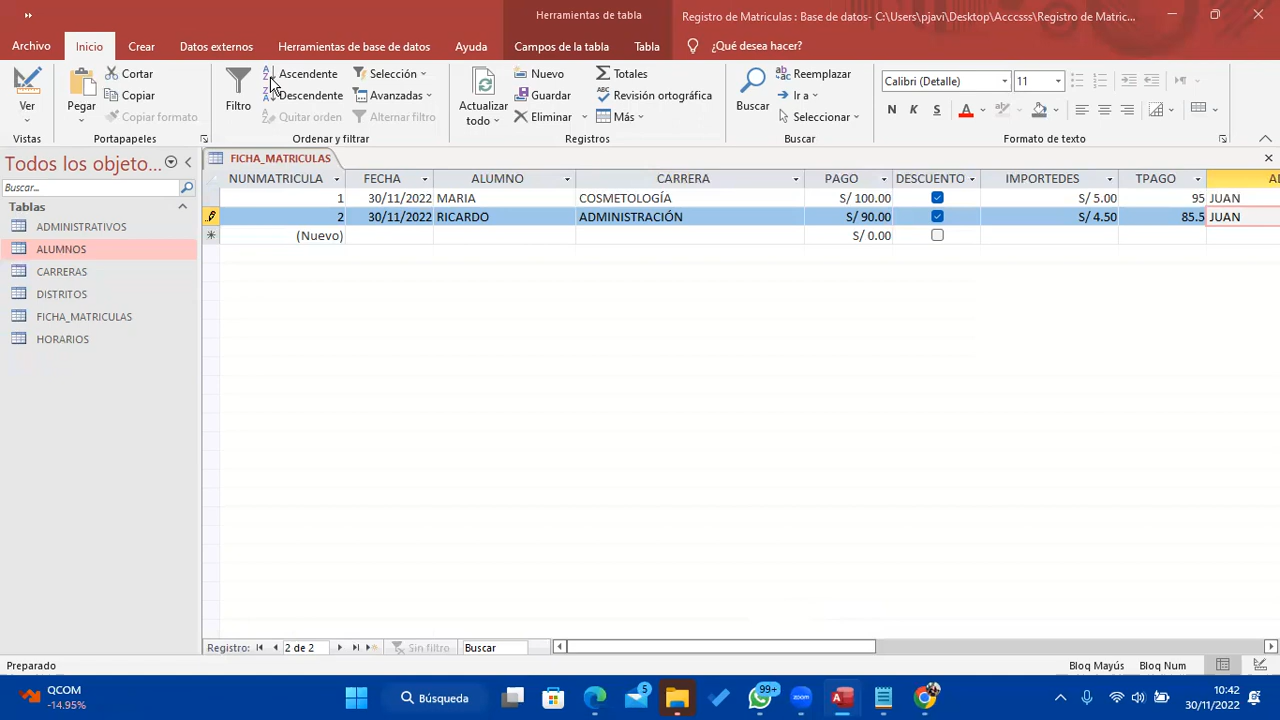 Herramientas de tabla
Registro de Matriculas : Base de datos- C:\Users\pjavi\Desktop\Acccsss\Registro de Matric...
Archivo Inicio Crear Datos externos Herramientas de base de datos Ayuda Campos de la tabla Tabla ¿Qué desea hacer?
Ver
Vistas
Pegar
Cortar
Copiar
Copiar formato
Portapapeles
Filtro
Ascendente
Descendente
Quitar orden
Selección
Avanzadas
Alternar filtro
Ordenar y filtrar
Actualizar
todo
Nuevo
Guardar
Eliminar
Totales
Revisión ortográfica
Más
Registros
Buscar
Reemplazar
Ir a
Seleccionar
Buscar
Calibri (Detalle) 11
N K S A
Formato de texto
Todos los objeto...
Buscar...
Tablas
ADMINISTRATIVOS
ALUMNOS
CARRERAS
DISTRITOS
FICHA_MATRICULAS
HORARIOS
FICHA_MATRICULAS
NUNMATRICULA FECHA ALUMNO CARRERA PAGO DESCUENTO IMPORTEDES TPAGO AD
1 30/11/2022 MARIA COSMETOLOGÍA S/ 100.00 S/ 5.00 95 JUAN
2 30/11/2022 RICARDO ADMINISTRACIÓN S/ 90.00 S/ 4.50 85.5 JUAN
(Nuevo) S/ 0.00
Registro: 2 de 2 Sin filtro Buscar
Preparado Bloq Mayús Bloq Num
QCOM
-14.95%
Búsqueda
5
99+
zoom
10:42
30/11/2022